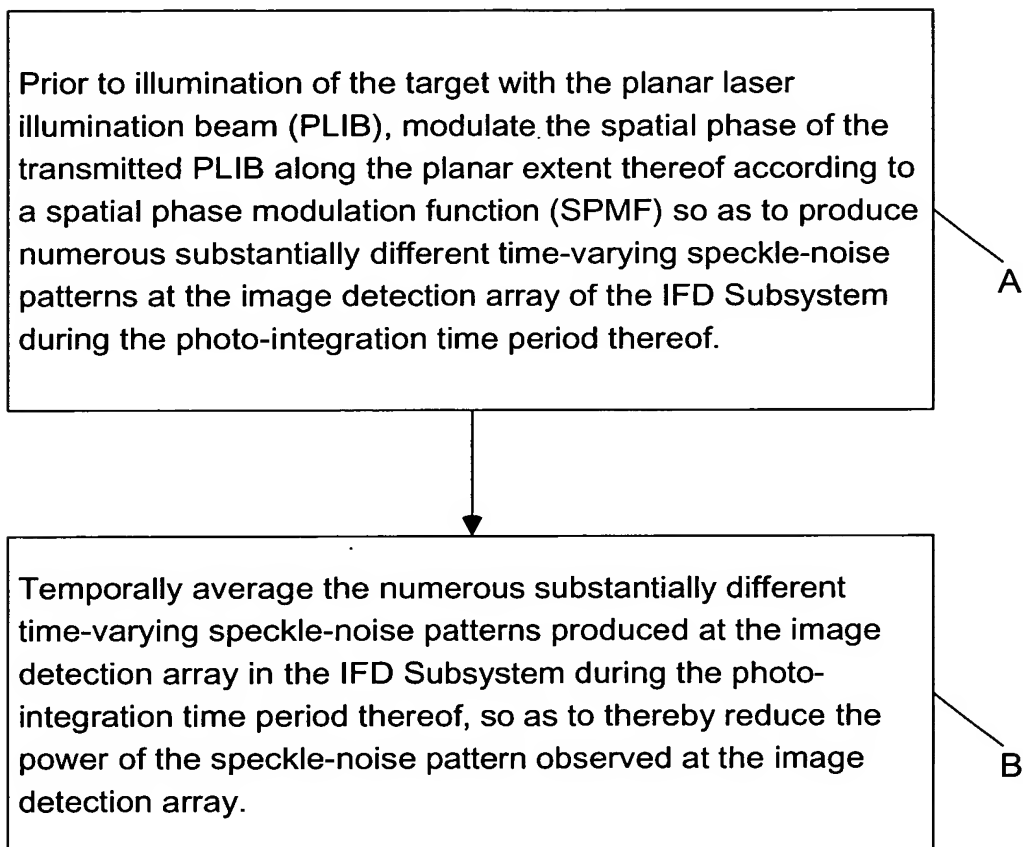 Prior to illumination of the target with the planar laser
illumination beam (PLIB), modulate the spatial phase of the
transmitted PLIB along the planar extent thereof according to
a spatial phase modulation function (SPMF) so as to produce
numerous substantially different time-varying speckle-noise
patterns at the image detection array of the IFD Subsystem
during the photo-integration time period thereof.
A
Temporally average the numerous substantially different
time-varying speckle-noise patterns produced at the image
detection array in the IFD Subsystem during the photo-
integration time period thereof, so as to thereby reduce the
power of the speckle-noise pattern observed at the image
detection array.
B